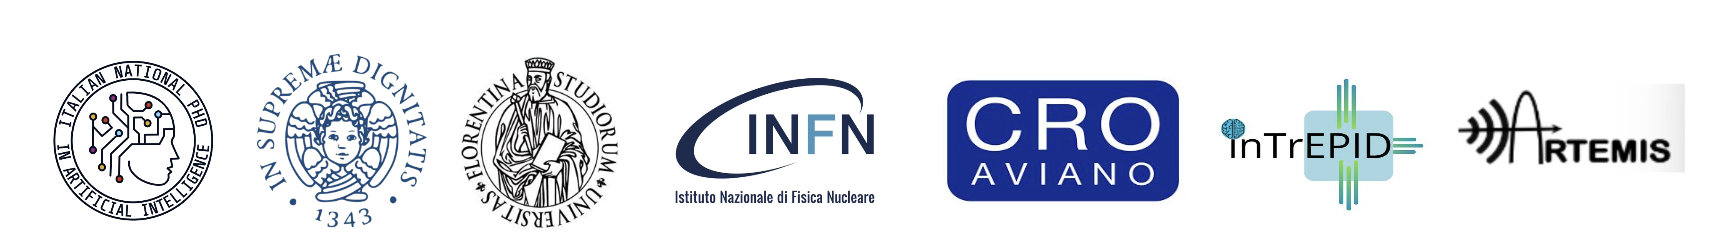 ITALIAN NATIONAL PHD
IN ARTIFICIAL INTELLIGENCE
IN SUPREMÆ DIGNITATIS
• 1343 •
FLORENTINA STUDIORUM UNIVERSITAS
INFN
Istituto Nazionale di Fisica Nucleare
CRO
AVIANO
inTrEPID
ARTEMIS